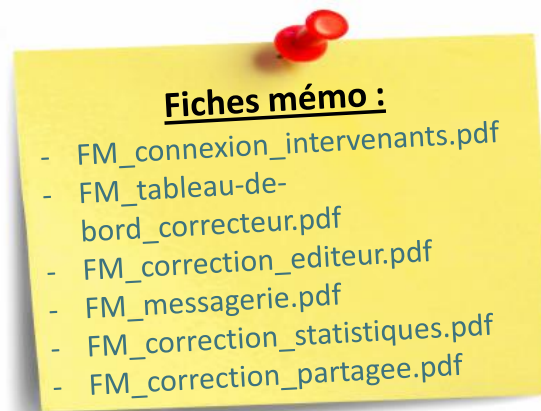 Fiches mémo :
- FM_connexion_intervenants.pdf
- FM_tableau-de-
bord_correcteur.pdf
- FM_correction_editeur.pdf
- FM_messagerie.pdf
- FM_correction_statistiques.pdf
- FM_correction_partagee.pdf